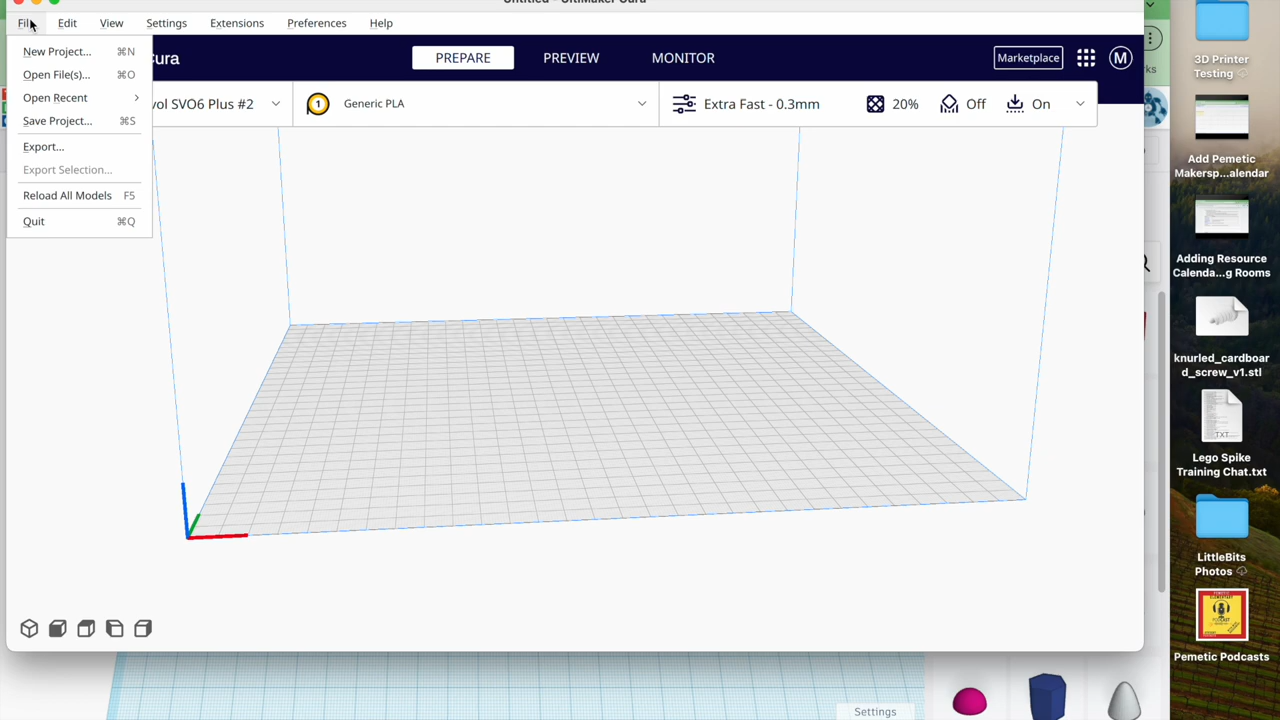 Untitled - UltiMaker Cura
File Edit View Settings Extensions Preferences Help
New Project... ⌘N
Open File(s)... ⌘O
Open Recent
Save Project... ⌘S
Export...
Export Selection...
Reload All Models F5
Quit ⌘Q
PREPARE PREVIEW MONITOR
Marketplace
M
SVO6 Plus #2
1
Generic PLA
Extra Fast - 0.3mm
20%
Off
On
Settings
3D Printer
Testing
Add Pemetic
Makersp...alendar
Adding Resource
Calenda...g Rooms
knurled_cardboar
d_screw_v1.stl
TXT
Lego Spike
Training Chat.txt
LittleBits
Photos
Pemetic Podcasts